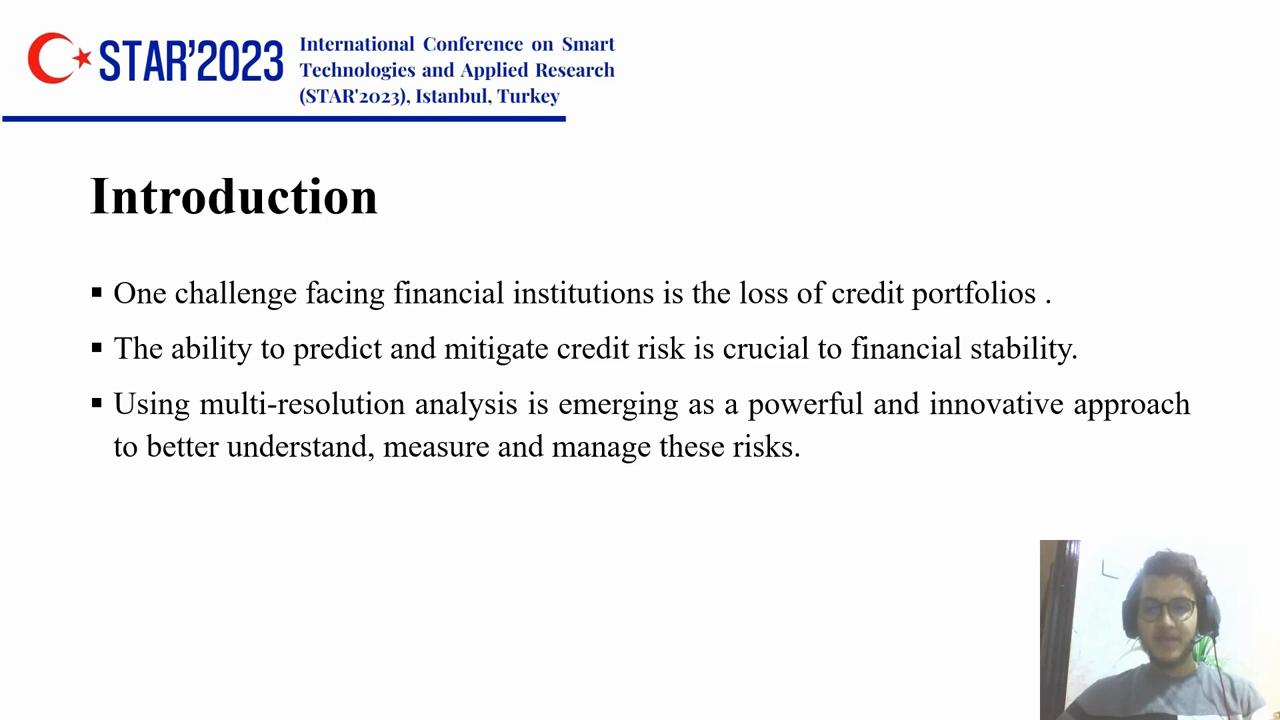 STAR'2023
International Conference on Smart
Technologies and Applied Research
(STAR'2023), Istanbul, Turkey
Introduction
▪ One challenge facing financial institutions is the loss of credit portfolios .
▪ The ability to predict and mitigate credit risk is crucial to financial stability.
▪ Using multi-resolution analysis is emerging as a powerful and innovative approach
to better understand, measure and manage these risks.